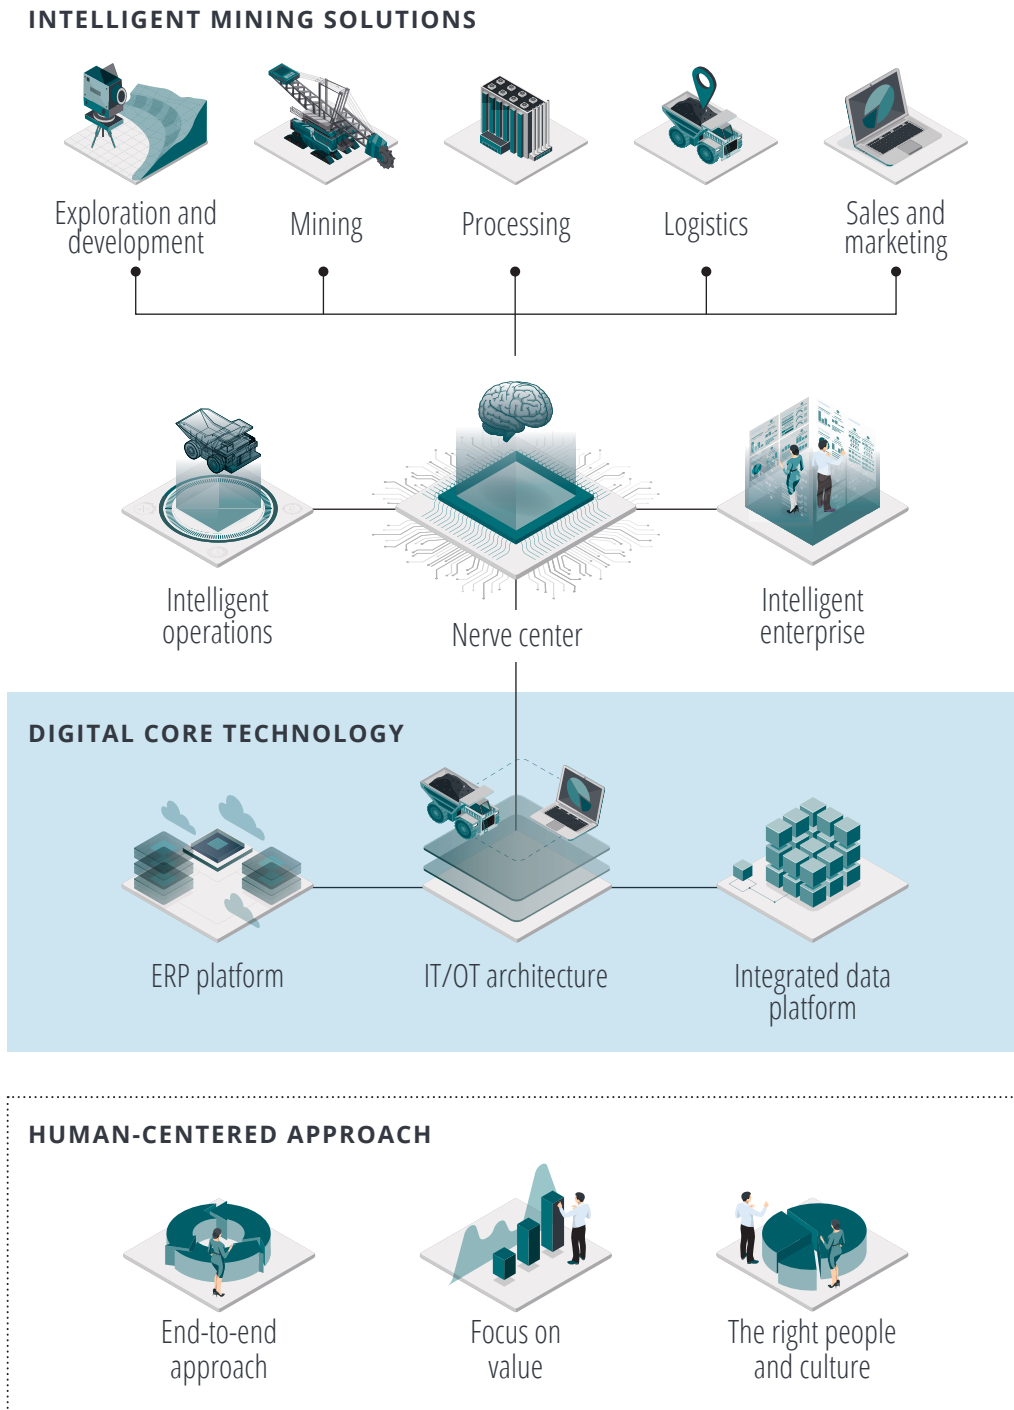 INTELLIGENT MINING SOLUTIONS
Exploration and
development
Mining
Processing
Logistics
Sales and
marketing
Intelligent
operations
Nerve center
Intelligent
enterprise
DIGITAL CORE TECHNOLOGY
ERP platform
IT/OT architecture
Integrated data
platform
HUMAN-CENTERED APPROACH
End-to-end
approach
Focus on
value
The right people
and culture